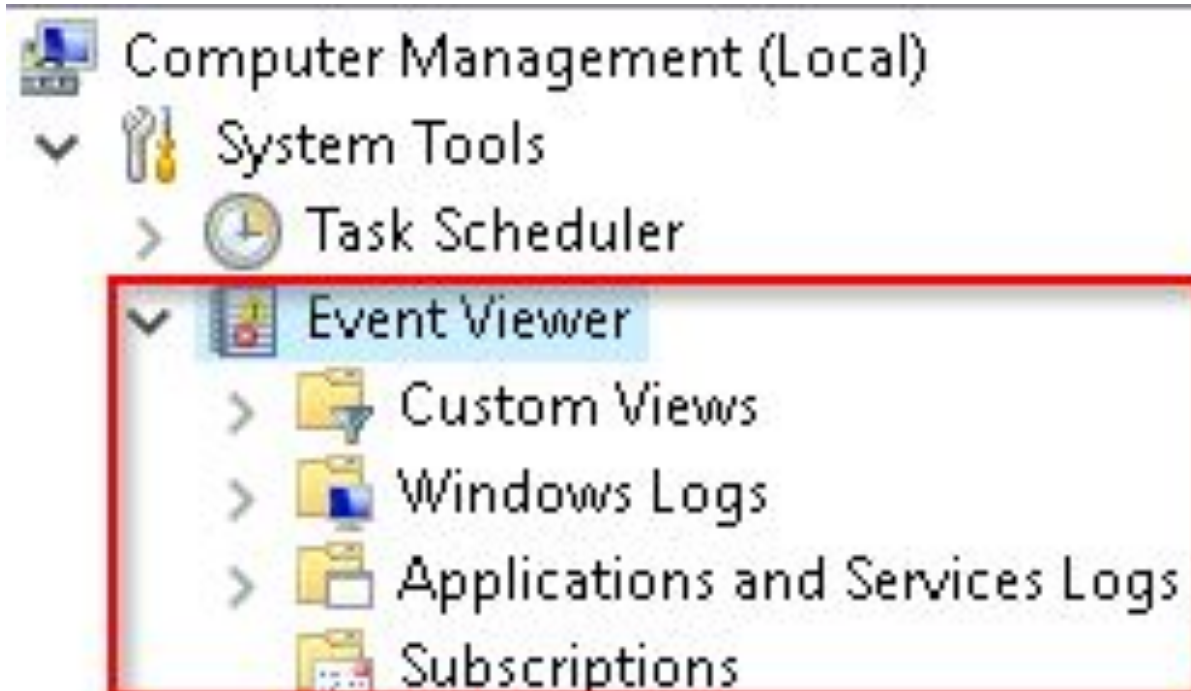 Computer Management (Local)
System Tools
Task Scheduler
Event Viewer
Custom Views
Windows Logs
Applications and Services Logs
Subscriptions